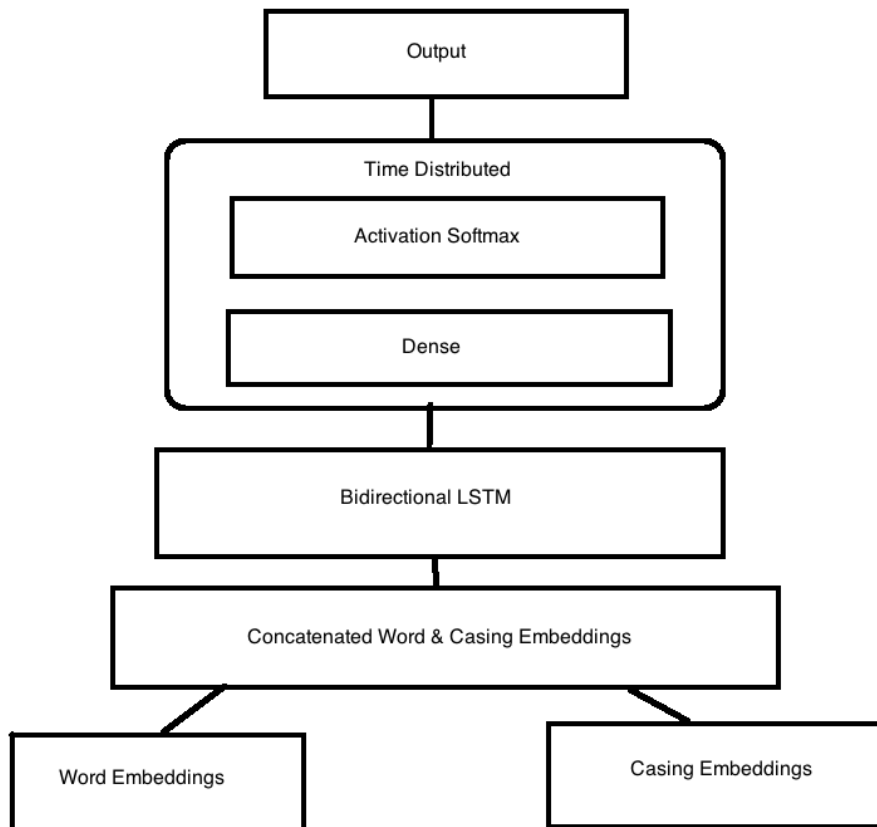 Output
Time Distributed
Activation Softmax
Dense
Bidirectional LSTM
Concatenated Word & Casing Embeddings
Word Embeddings
Casing Embeddings